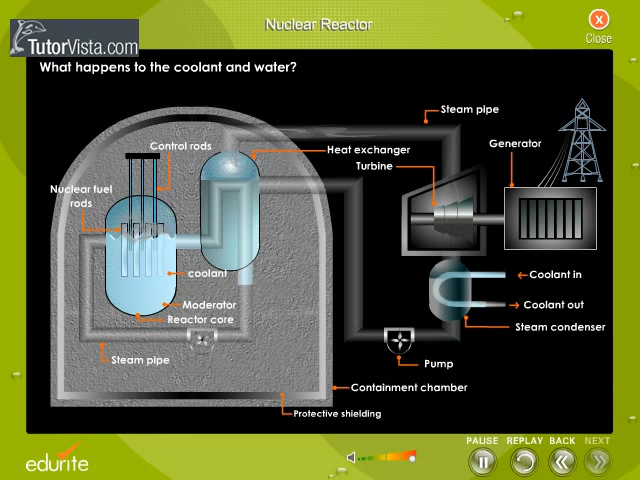 Nuclear Reactor
X
Close
TutorVista.com
What happens to the coolant and water?
Steam pipe
Control rods
Heat exchanger
Generator
Turbine
Nuclear fuel
rods
coolant
Coolant in
Moderator
Coolant out
Reactor core
Steam condenser
Steam pipe
Pump
Containment chamber
Protective shielding
PAUSE REPLAY BACK NEXT
edurite